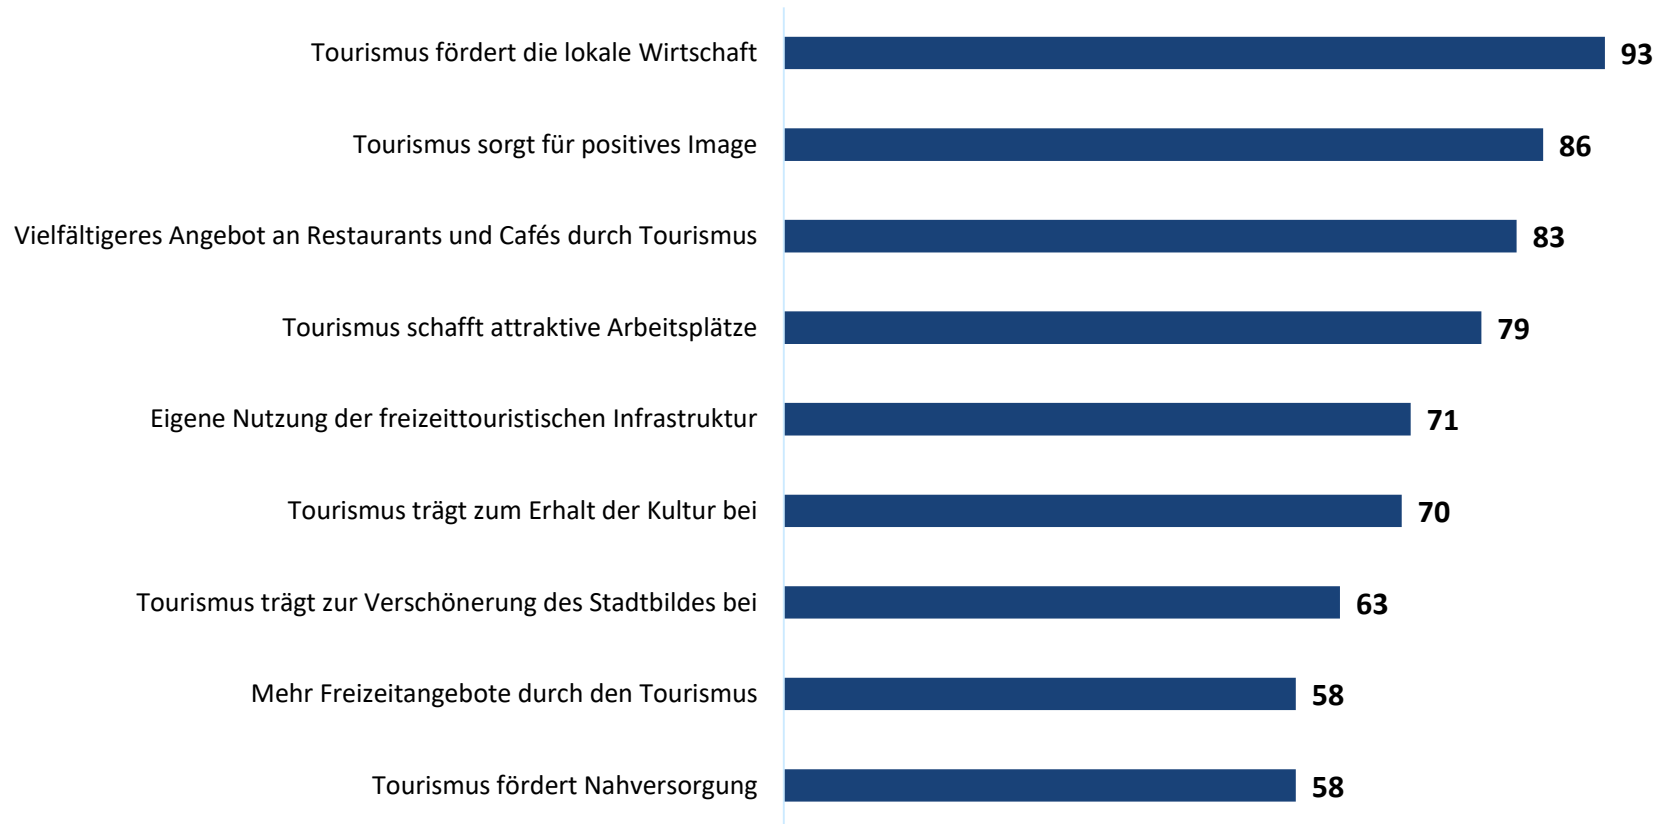 Tourismus fördert die lokale Wirtschaft 93
Tourismus sorgt für positives Image 86
Vielfältigeres Angebot an Restaurants und Cafés durch Tourismus 83
Tourismus schafft attraktive Arbeitsplätze 79
Eigene Nutzung der freizeittouristischen Infrastruktur 71
Tourismus trägt zum Erhalt der Kultur bei 70
Tourismus trägt zur Verschönerung des Stadtbildes bei 63
Mehr Freizeitangebote durch den Tourismus 58
Tourismus fördert Nahversorgung 58